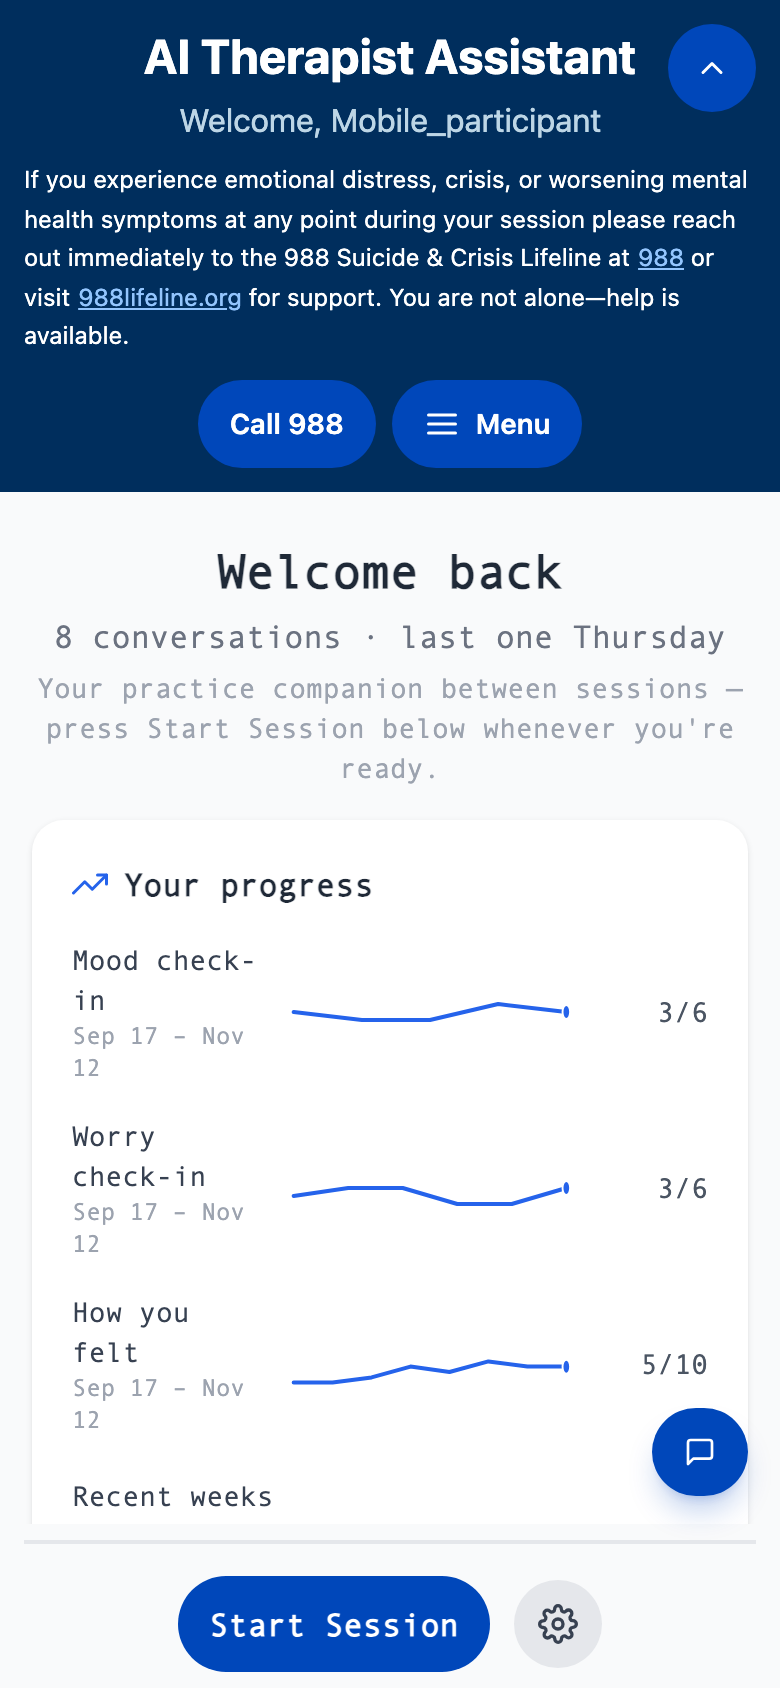 AI Therapist Assistant
Welcome, Mobile_participant
If you experience emotional distress, crisis, or worsening mental
health symptoms at any point during your session please reach
out immediately to the 988 Suicide & Crisis Lifeline at 988 or
visit 988lifeline.org for support. You are not alone—help is
available.
Call 988
Menu
Welcome back
8 conversations · last one Thursday
Your practice companion between sessions —
press Start Session below whenever you're
ready.
Your progress
Mood check-
in
Sep 17 – Nov
12
3/6
Worry
check-in
Sep 17 – Nov
12
3/6
How you
felt
Sep 17 – Nov
12
5/10
Recent weeks
Start Session